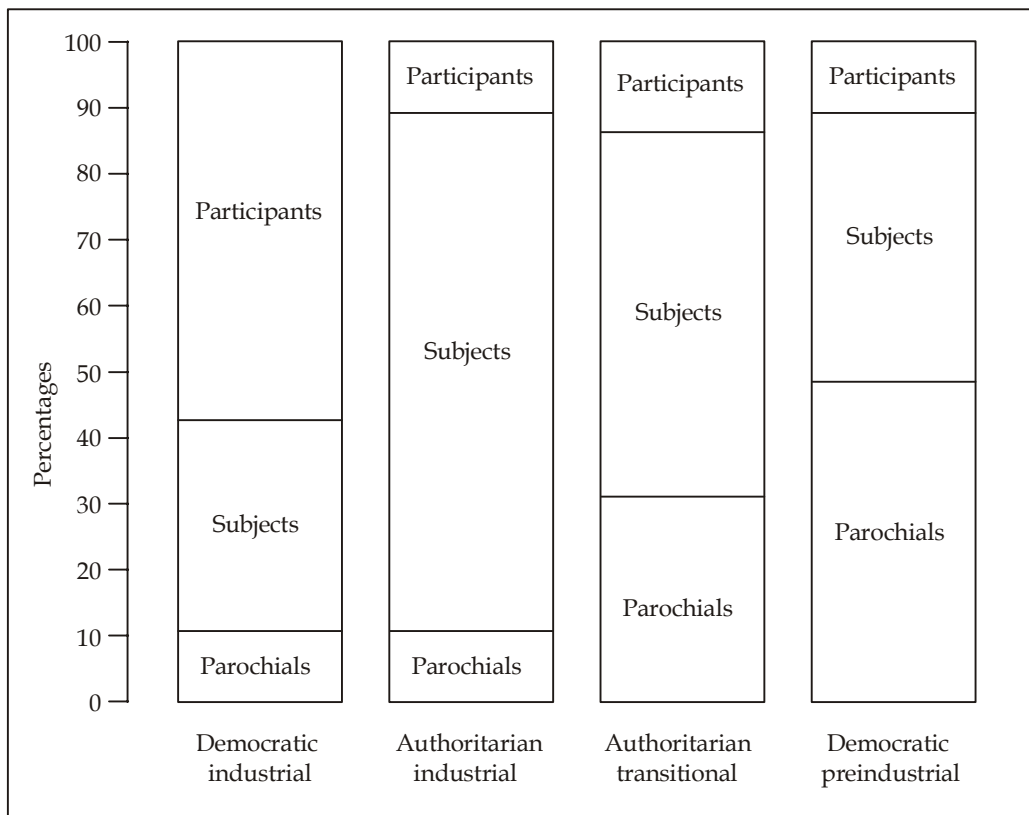 Percentages
100
90
80
70
60
50
40
30
20
10
0
Participants
Subjects
Parochials
Democratic
industrial
Participants
Subjects
Parochials
Authoritarian
industrial
Participants
Subjects
Parochials
Authoritarian
transitional
Participants
Subjects
Parochials
Democratic
preindustrial